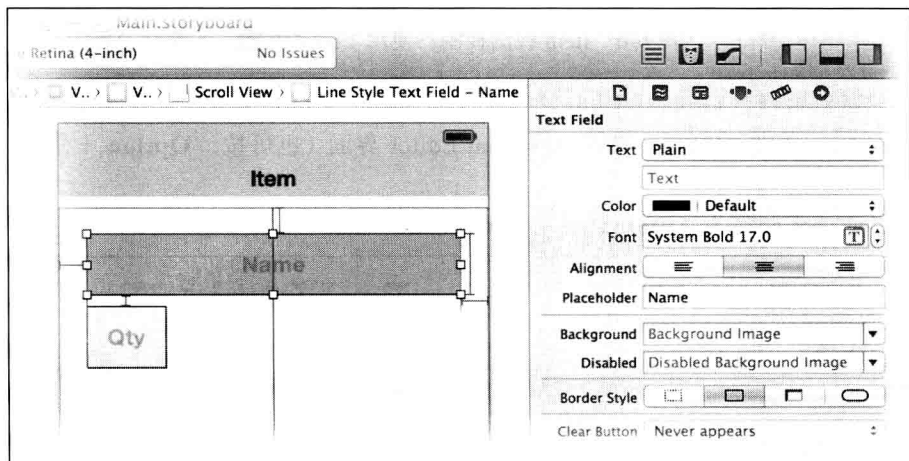 Main.storyboard
Retina (4-inch) No Issues
V.. › V.. › Scroll View › Line Style Text Field – Name
Item
Name
Qty
Text Field
Text Plain
Text
Color Default
Font System Bold 17.0 T
Alignment
Placeholder Name
Background Background Image
Disabled Disabled Background Image
Border Style
Clear Button Never appears